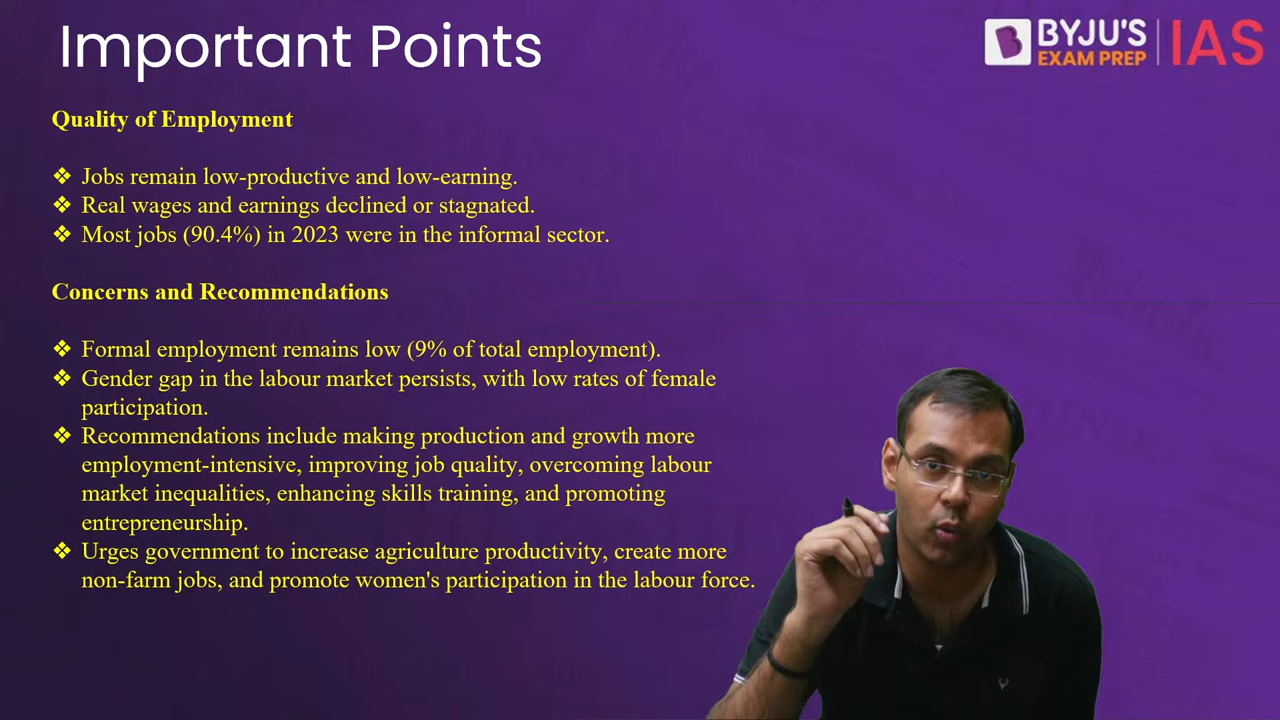 Important Points
BYJU'S
EXAM PREP
IAS
Quality of Employment
❖ Jobs remain low-productive and low-earning.
❖ Real wages and earnings declined or stagnated.
❖ Most jobs (90.4%) in 2023 were in the informal sector.
Concerns and Recommendations
❖ Formal employment remains low (9% of total employment).
❖ Gender gap in the labour market persists, with low rates of female
participation.
❖ Recommendations include making production and growth more
employment-intensive, improving job quality, overcoming labour
market inequalities, enhancing skills training, and promoting
entrepreneurship.
❖ Urges government to increase agriculture productivity, create more
non-farm jobs, and promote women's participation in the labour force.